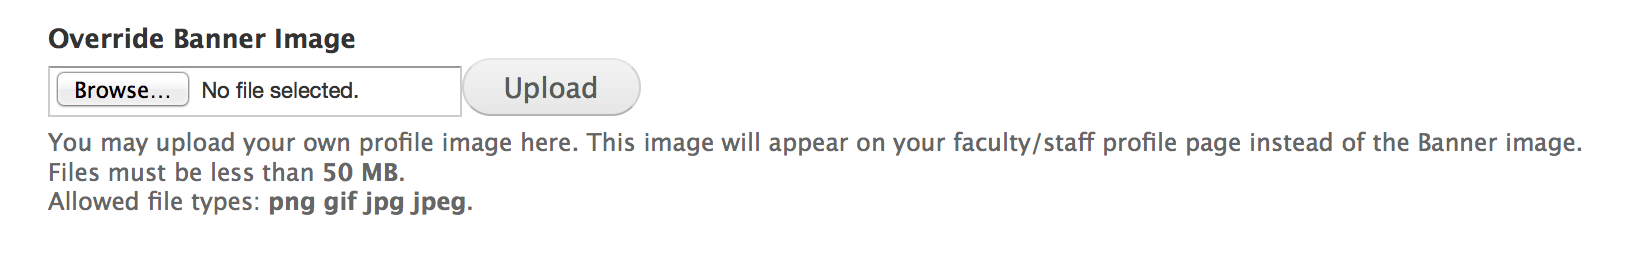 Override Banner Image
Browse... No file selected. Upload
You may upload your own profile image here. This image will appear on your faculty/staff profile page instead of the Banner image.
Files must be less than 50 MB.
Allowed file types: png gif jpg jpeg.